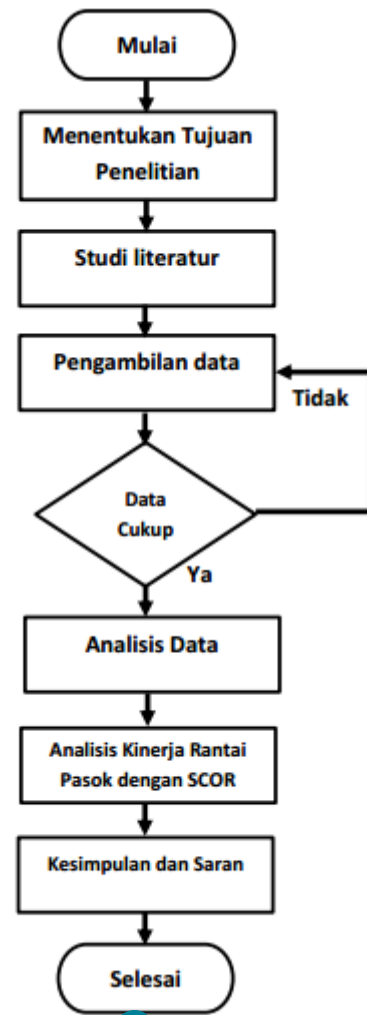 Mulai
Menentukan Tujuan
Penelitian
Studi literatur
Pengambilan data
Tidak
Data
Cukup
Ya
Analisis Data
Analisis Kinerja Rantai
Pasok dengan SCOR
Kesimpulan dan Saran
Selesai